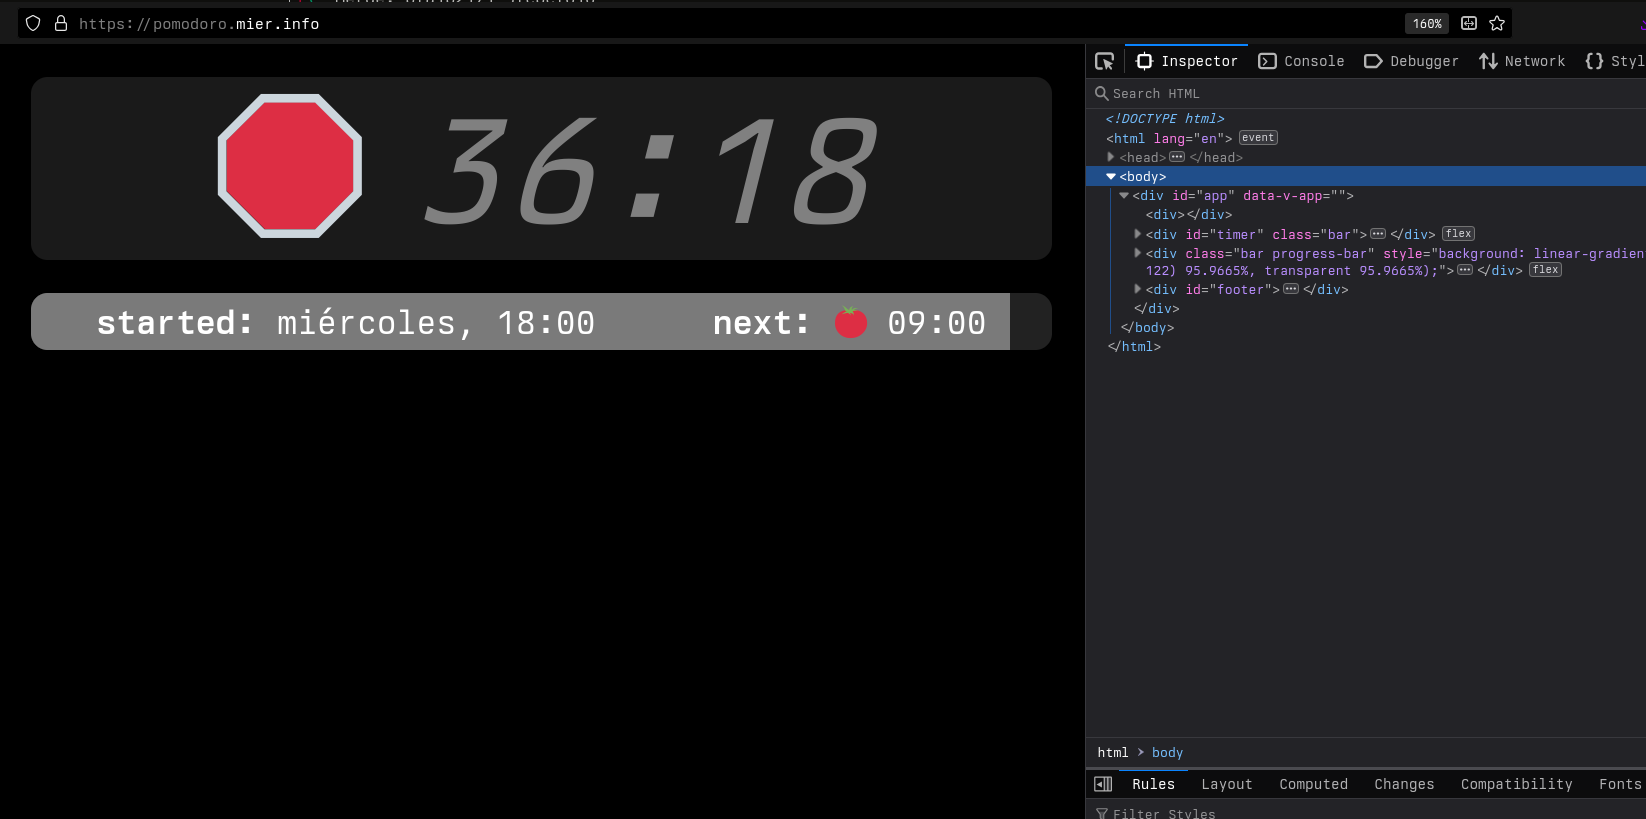 https://pomodoro.mier.info
160%
36:18
started: miércoles, 18:00
next: 09:00
Inspector
Console
Debugger
Network
Styl
Search HTML
<!DOCTYPE html>
<html lang="en"> event
<head></head>
<body>
<div id="app" data-v-app="">
<div></div>
<div id="timer" class="bar"></div> flex
<div class="bar progress-bar" style="background: linear-gradien
122) 95.9665%, transparent 95.9665%);"></div> flex
<div id="footer"></div>
</div>
</body>
</html>
html > body
Rules
Layout
Computed
Changes
Compatibility
Fonts
Filter Styles